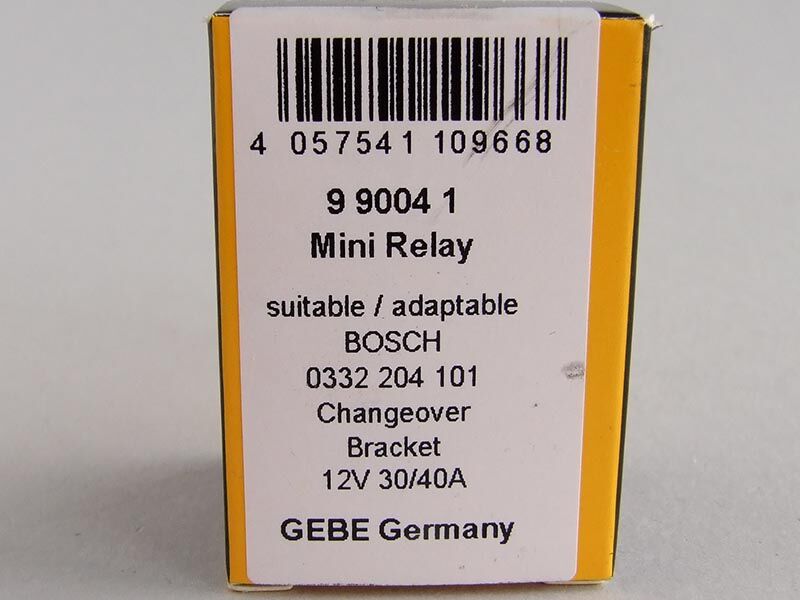 4 057541 109668
9 9004 1
Mini Relay
suitable / adaptable
BOSCH
0332 204 101
Changeover
Bracket
12V 30/40A
GEBE Germany